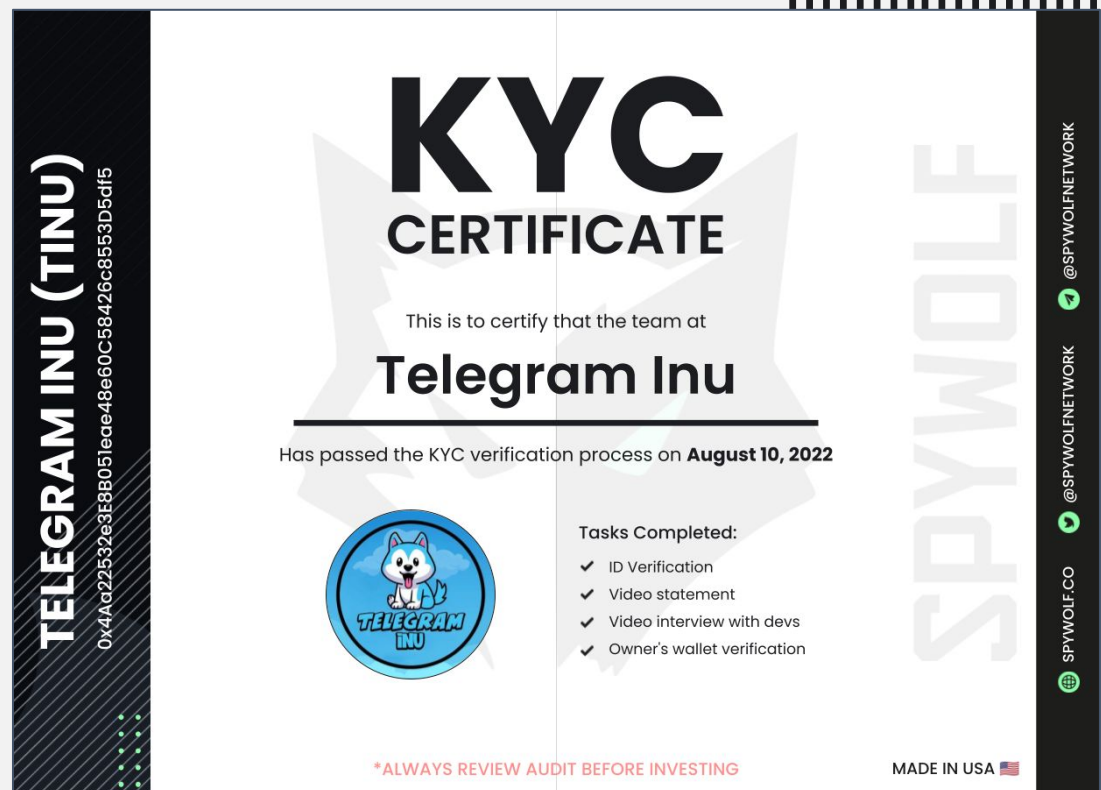 TELEGRAM INU (TINU)
0x4Aa22532e3E8B051eae48e60C58426c8553D5df5
KYC
CERTIFICATE
This is to certify that the team at
Telegram Inu
Has passed the KYC verification process on August 10, 2022
TELEGRAM
INU
Tasks Completed:
✔ ID Verification
✔ Video statement
✔ Video interview with devs
✔ Owner's wallet verification
*ALWAYS REVIEW AUDIT BEFORE INVESTING
MADE IN USA 🇺🇸
SPYWOLF
SPYWOLF.CO
@SPYWOLFNETWORK
@SPYWOLFNETWORK